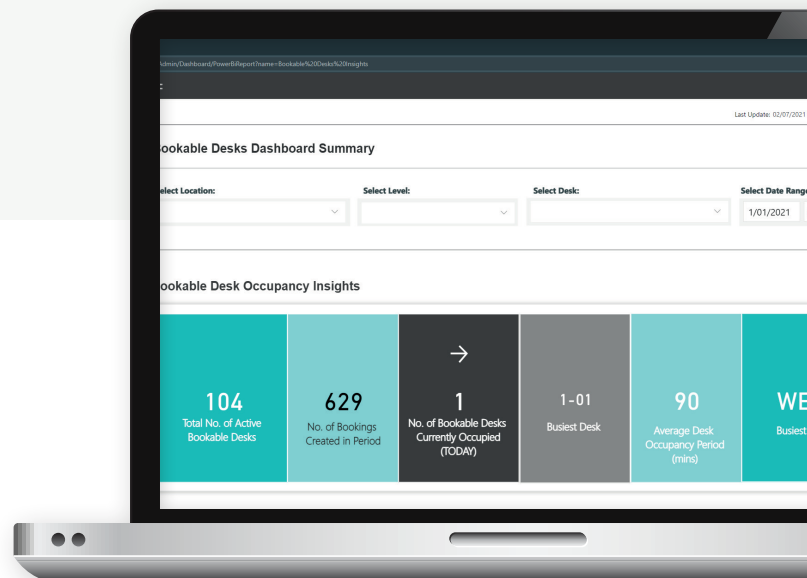 Admin/Dashboard/PowerBiReport?name=Bookable%20Desks%20Insights
Last Update: 02/07/2021
ookable Desks Dashboard Summary
elect Location:
Select Level:
Select Desk:
Select Date Range
1/01/2021
ookable Desk Occupancy Insights
104
Total No. of Active
Bookable Desks
629
No. of Bookings
Created in Period
1
No. of Bookable Desks
Currently Occupied
(TODAY)
1-01
Busiest Desk
90
Average Desk
Occupancy Period
(mins)
WE
Busiest